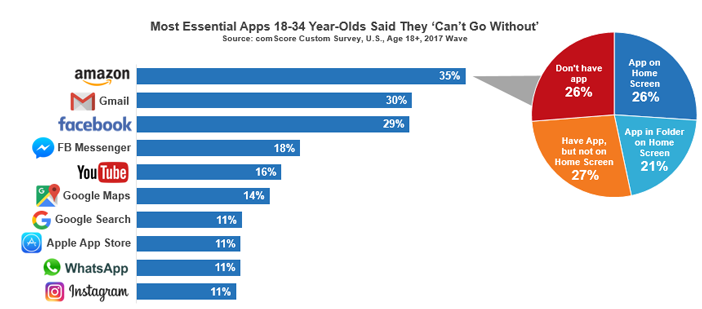 Most Essential Apps 18-34 Year-Olds Said They ‘Can’t Go Without’
Source: comScore Custom Survey, U.S., Age 18+, 2017 Wave
amazon 35%
Gmail 30%
facebook 29%
FB Messenger 18%
YouTube 16%
Google Maps 14%
Google Search 11%
Apple App Store 11%
WhatsApp 11%
Instagram 11%
Don't have
app
26%
App on
Home
Screen
26%
Have App,
but not on
Home Screen
27%
App in Folder
on Home
Screen
21%